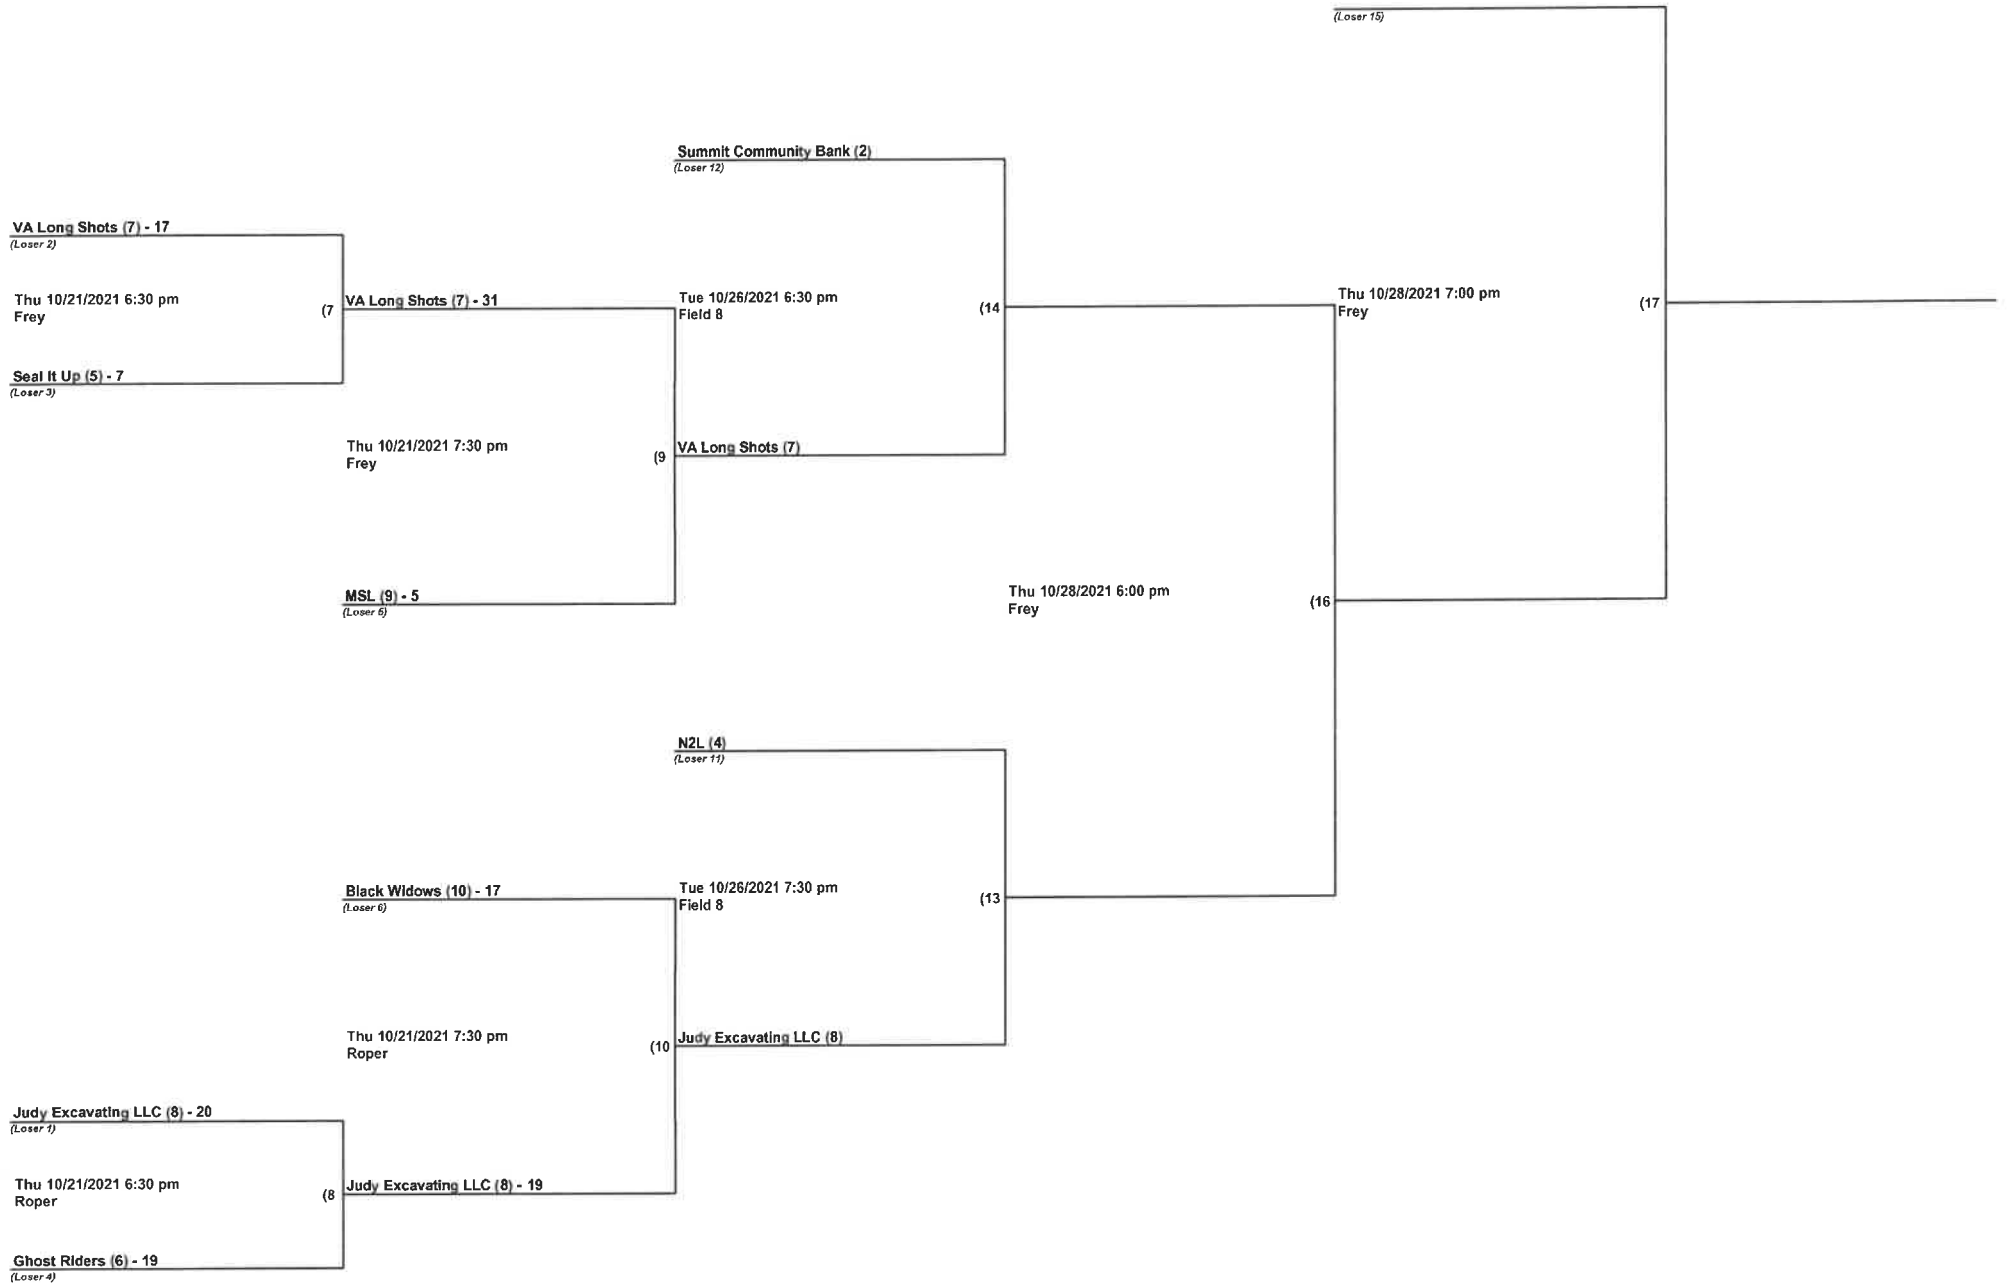 (Loser 15)
Summit Community Bank (2)
(Loser 12)
VA Long Shots (7) - 17
(Loser 2)
Thu 10/21/2021 6:30 pm
Frey
(7
VA Long Shots (7) - 31
Tue 10/26/2021 6:30 pm
Field 8
(14
Thu 10/28/2021 7:00 pm
Frey
(17
Seal It Up (5) - 7
(Loser 3)
Thu 10/21/2021 7:30 pm
Frey
(9
VA Long Shots (7)
MSL (9) - 5
(Loser 5)
Thu 10/28/2021 6:00 pm
Frey
(16
N2L (4)
(Loser 11)
Black Widows (10) - 17
(Loser 6)
Tue 10/26/2021 7:30 pm
Field 8
(13
Thu 10/21/2021 7:30 pm
Roper
(10
Judy Excavating LLC (8)
Judy Excavating LLC (8) - 20
(Loser 1)
Thu 10/21/2021 6:30 pm
Roper
(8
Judy Excavating LLC (8) - 19
Ghost Riders (6) - 19
(Loser 4)